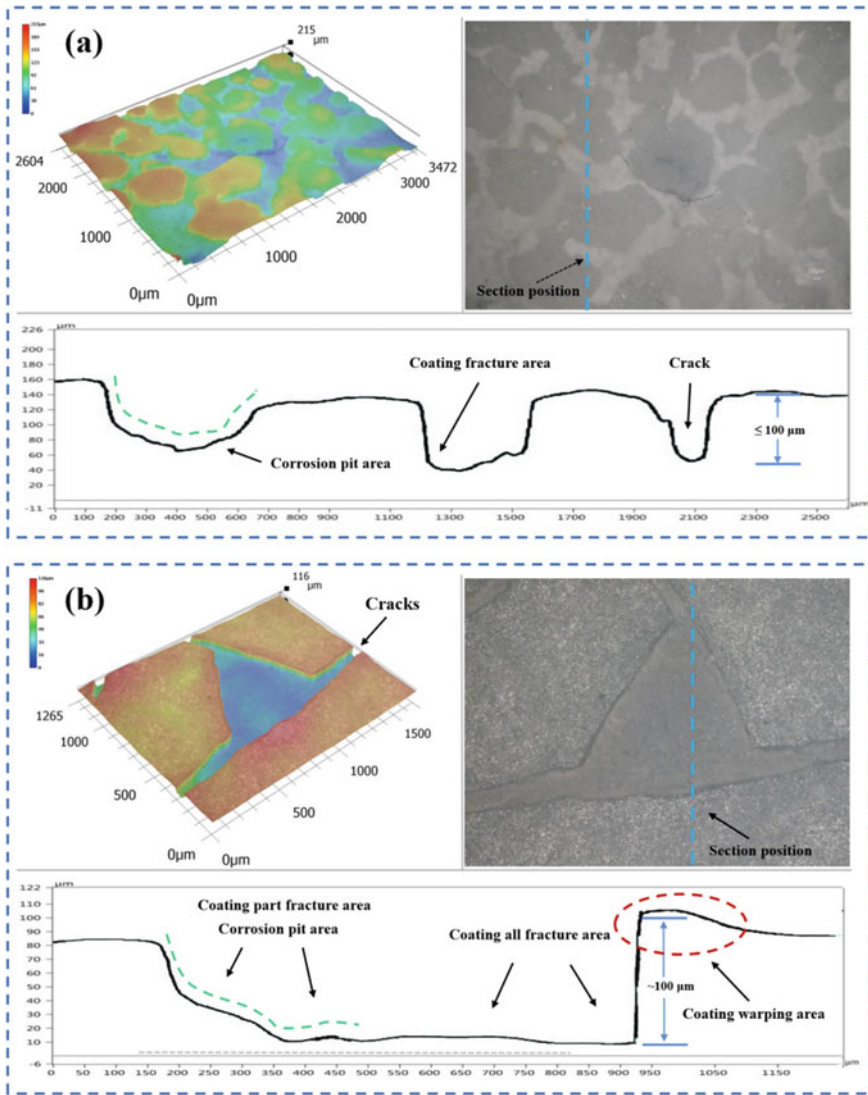 (a)
215
μm
2604
2000
1000
0μm
0μm
1000
2000
3000
3472
Section position
μm
226
200
180
160
140
120
100
80
60
40
20
0
-11
Coating fracture area
Crack
Corrosion pit area
≤ 100 μm
0 100 200 300 400 500 600 700 900 1100 1300 1500 1700 1900 2100 2300 2500
μm
(b)
116
μm
Cracks
1265
1000
500
0μm
0μm
500
1000
1500
Section position
μm
122
110
100
90
80
70
60
50
40
30
20
10
-6
Coating part fracture area
Corrosion pit area
Coating all fracture area
~100 μm
Coating warping area
0 50 100 150 200 250 300 350 400 450 500 550 600 650 700 750 800 850 950 1050 1150
μm